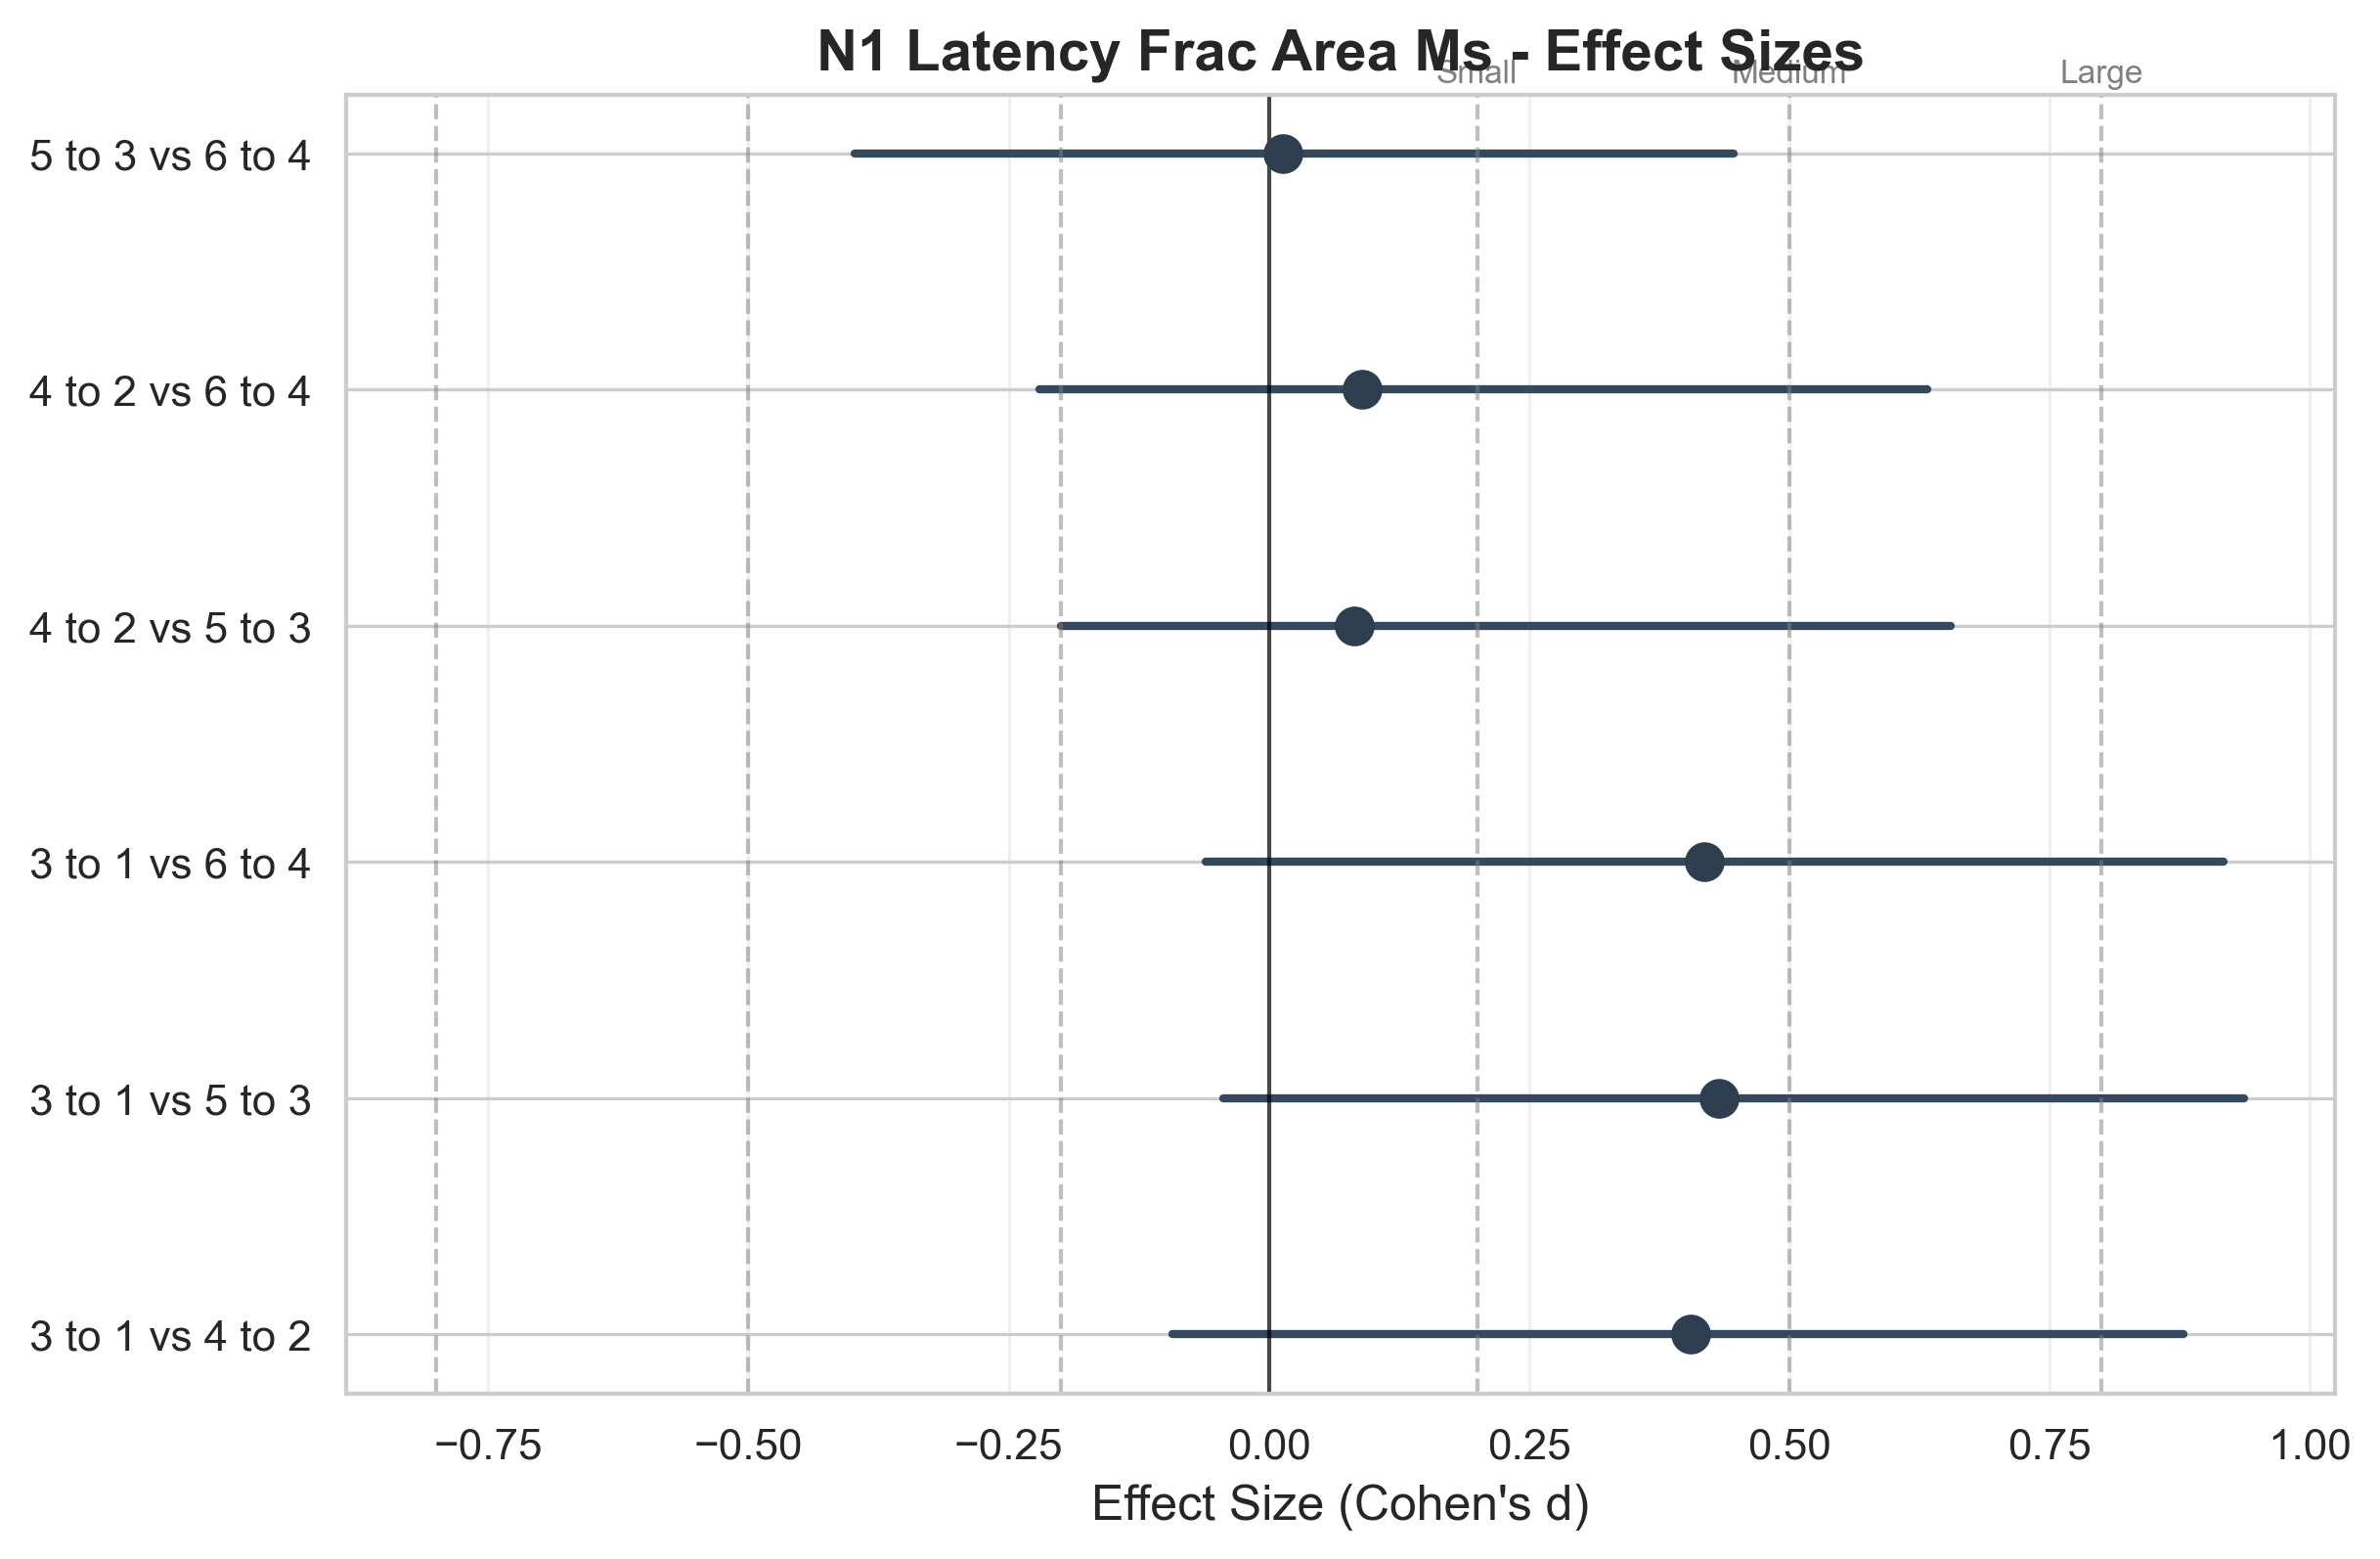 N1 Latency Frac Area Ms - Effect Sizes
Small Medium Large
5 to 3 vs 6 to 4
4 to 2 vs 6 to 4
4 to 2 vs 5 to 3
3 to 1 vs 6 to 4
3 to 1 vs 5 to 3
3 to 1 vs 4 to 2
−0.75 −0.50 −0.25 0.00 0.25 0.50 0.75 1.00
Effect Size (Cohen's d)